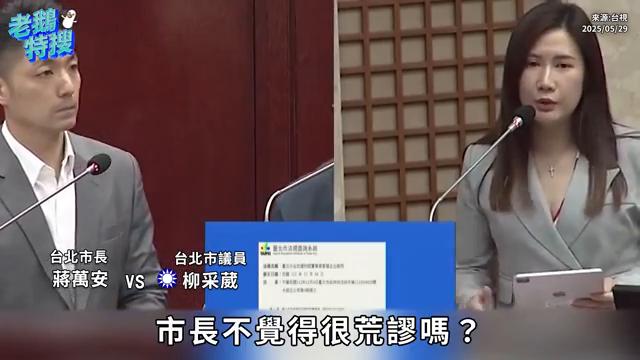 老鵝
特搜
來源:台視
2025/05/29
台北市長
蔣萬安
VS
台北市議員
柳采葳
臺北市法規查詢系統
市長不覺得很荒謬嗎？